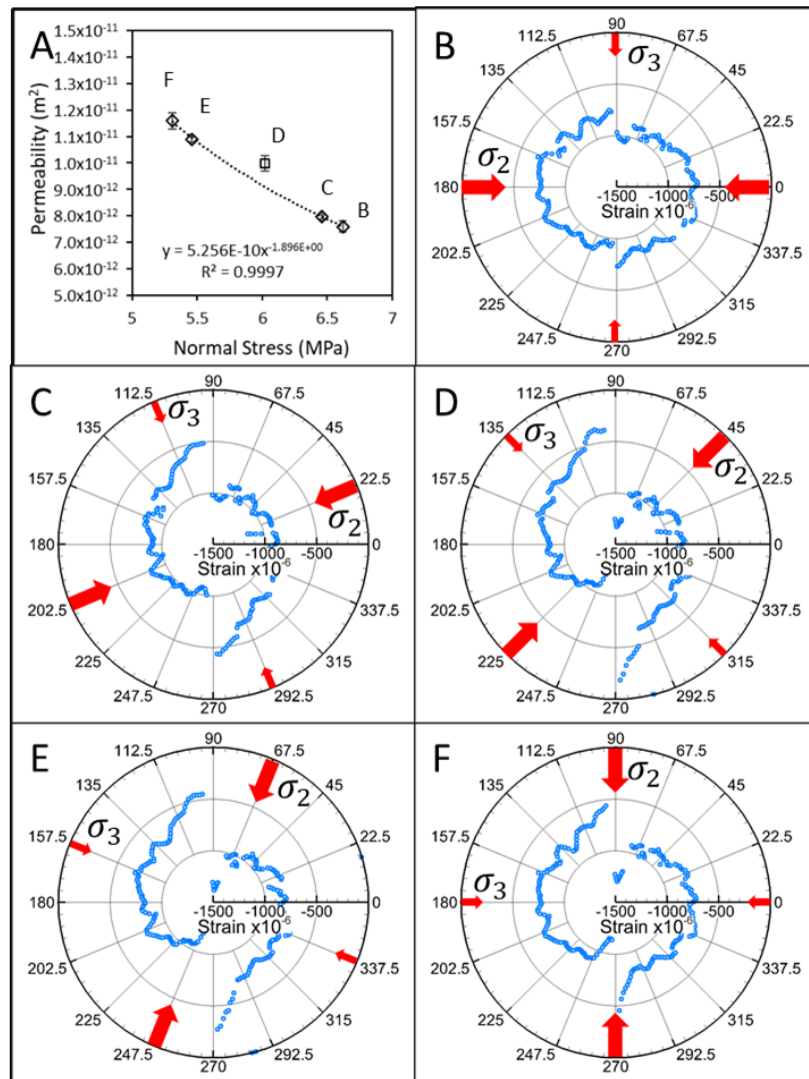 A
1.5x10-11
1.4x10-11
1.3x10-11
1.2x10-11
1.1x10-11
1.0x10-11
9.0x10-12
8.0x10-12
7.0x10-12
6.0x10-12
5.0x10-12
Permeability (m2)
F
E
D
C
B
y = 5.256E-10x-1.896E+00
R² = 0.9997
5
5.5
6
6.5
7
Normal Stress (MPa)
B
90
112.5
67.5
135
45
157.5
22.5
180
0
202.5
337.5
225
315
247.5
292.5
270
σ3
σ2
-1500 -1000 -500
Strain x10-6
C
90
112.5
67.5
135
45
157.5
22.5
180
0
202.5
337.5
225
315
247.5
292.5
270
σ3
σ2
-1500 -1000 -500
Strain x10-6
D
90
112.5
67.5
135
45
157.5
22.5
180
0
202.5
337.5
225
315
247.5
292.5
270
σ3
σ2
-1500 -1000 -500
Strain x10-6
E
90
112.5
67.5
135
45
157.5
22.5
180
0
202.5
337.5
225
315
247.5
292.5
270
σ2
σ3
-1500 -1000 -500
Strain x10-6
F
90
112.5
67.5
135
45
157.5
22.5
180
0
202.5
337.5
225
315
247.5
292.5
270
σ2
σ3
-1500 -1000 -500
Strain x10-6